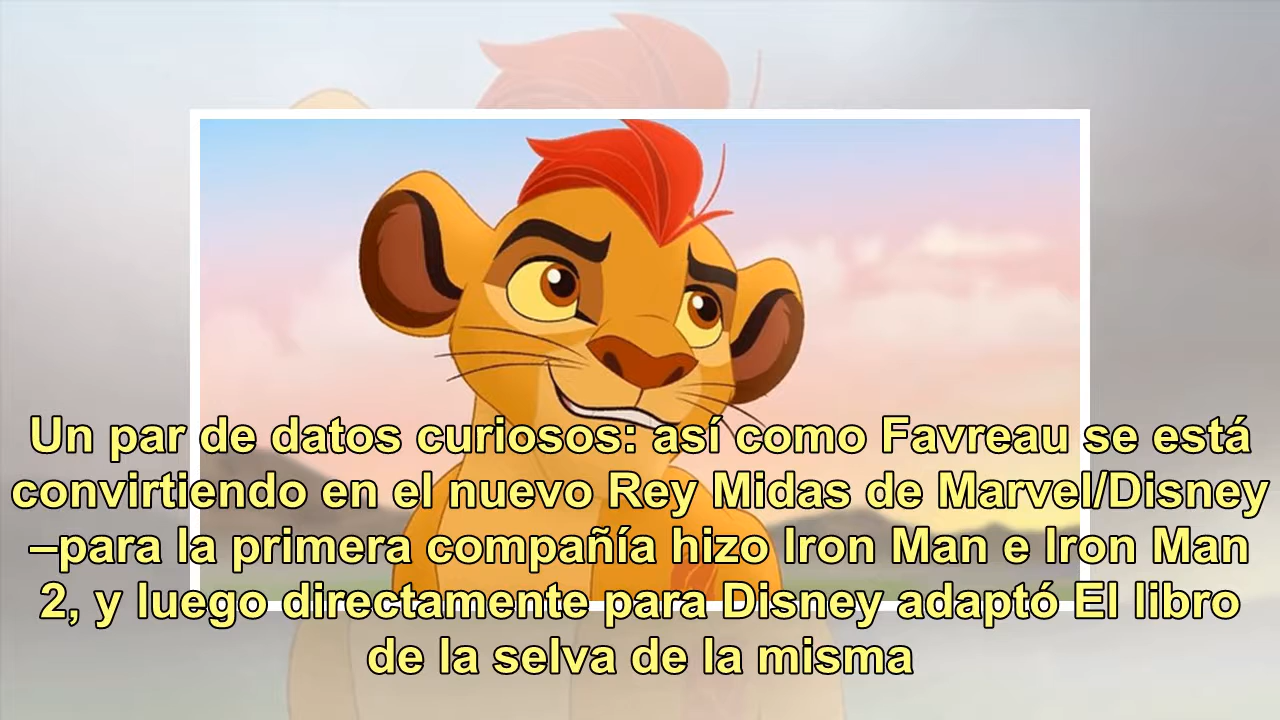 Un par de datos curiosos: así como Favreau se está
convirtiendo en el nuevo Rey Midas de Marvel/Disney
–para la primera compañía hizo Iron Man e Iron Man
2, y luego directamente para Disney adaptó El libro
de la selva de la misma